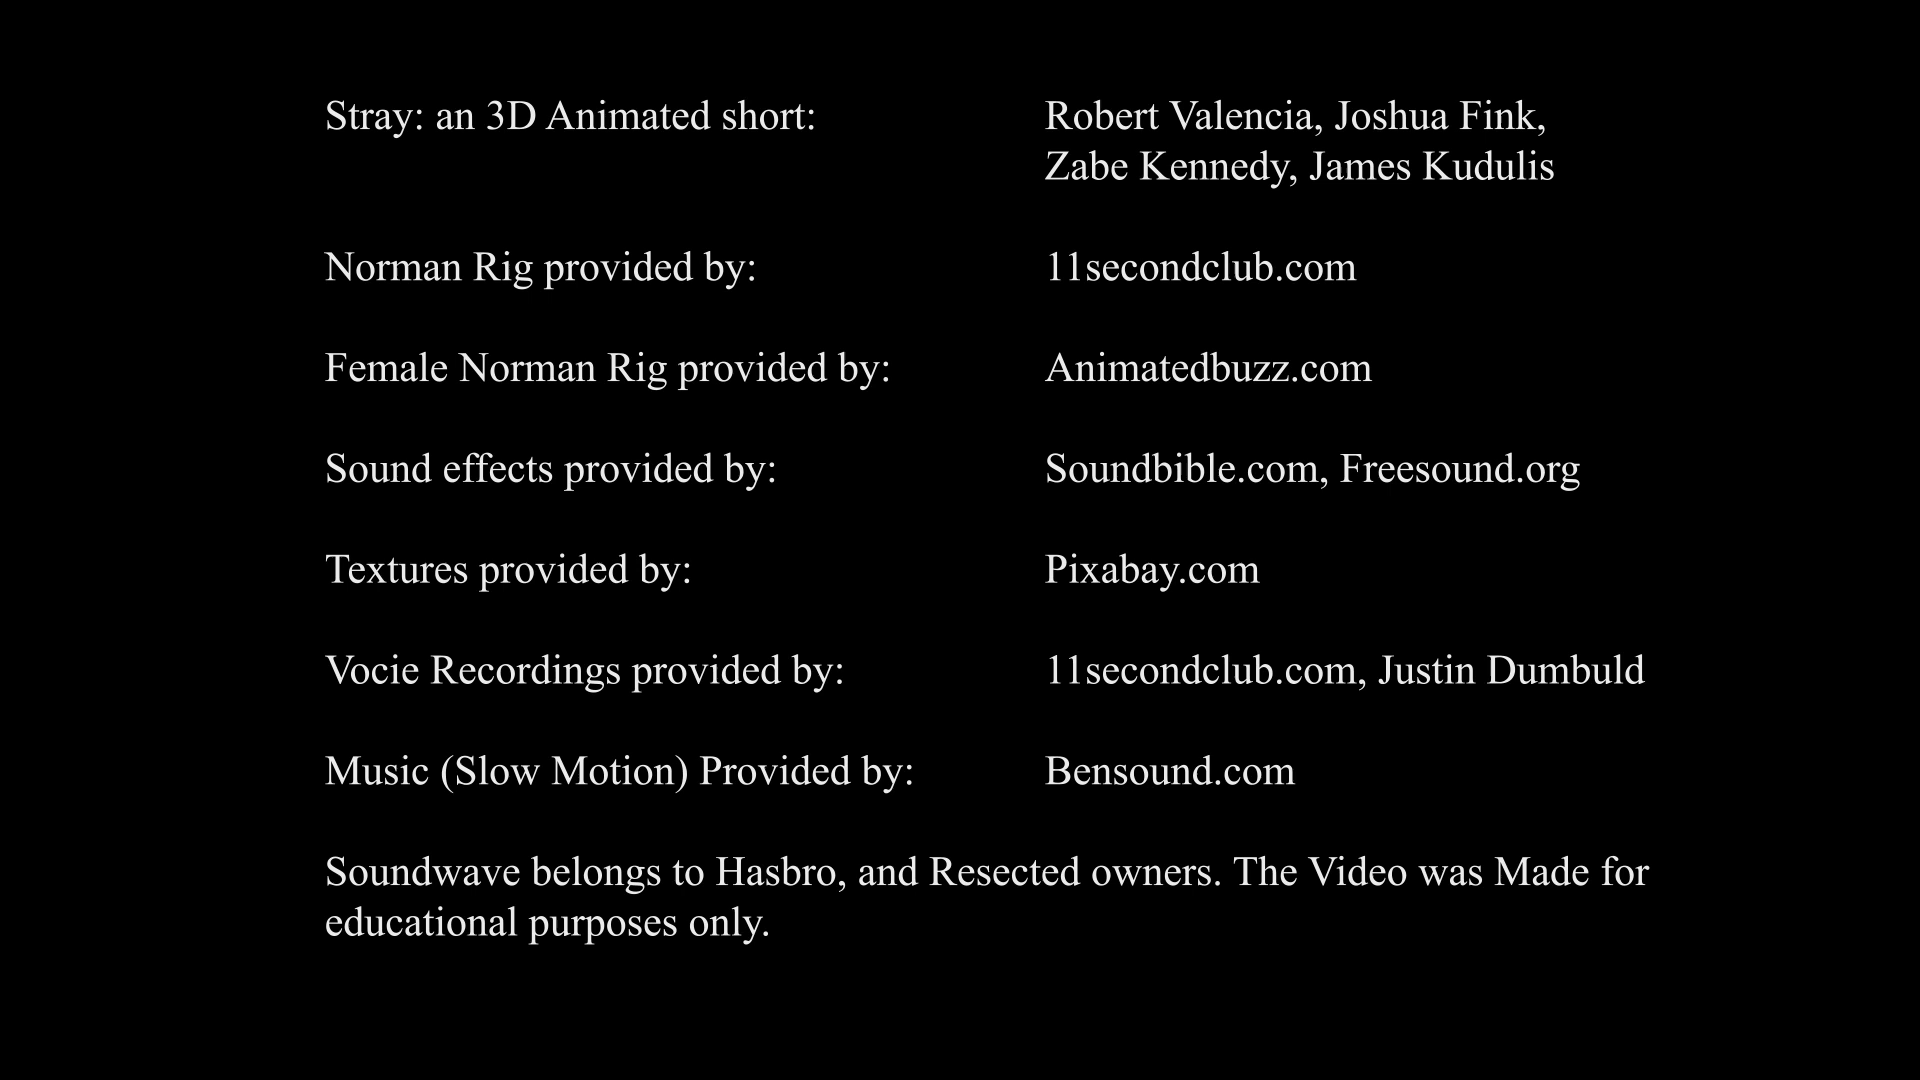 Stray: an 3D Animated short: Robert Valencia, Joshua Fink,
Zabe Kennedy, James Kudulis
Norman Rig provided by: 11secondclub.com
Female Norman Rig provided by: Animatedbuzz.com
Sound effects provided by: Soundbible.com, Freesound.org
Textures provided by: Pixabay.com
Vocie Recordings provided by: 11secondclub.com, Justin Dumbuld
Music (Slow Motion) Provided by: Bensound.com
Soundwave belongs to Hasbro, and Resected owners. The Video was Made for
educational purposes only.